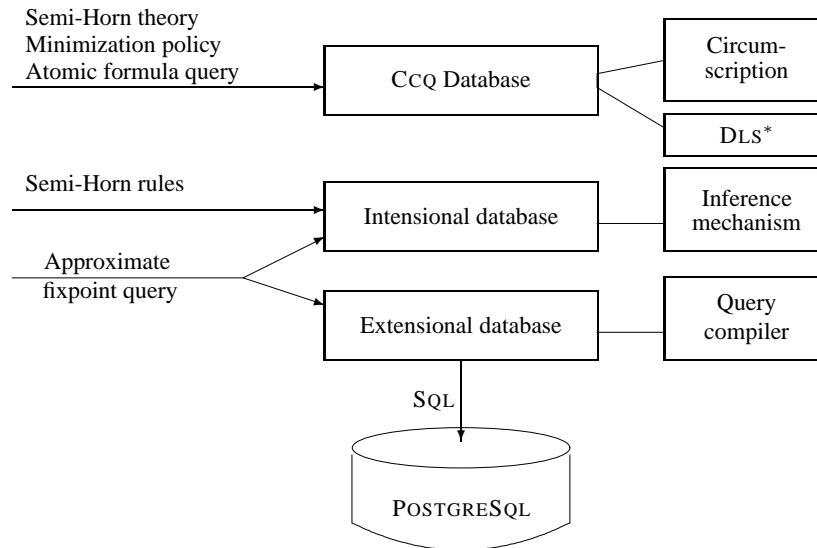 Semi-Horn theory
Minimization policy
Atomic formula query
CCQ Database
Circum-
scription
DLS*
Semi-Horn rules
Intensional database
Inference
mechanism
Approximate
fixpoint query
Extensional database
Query
compiler
SQL
POSTGRESQL